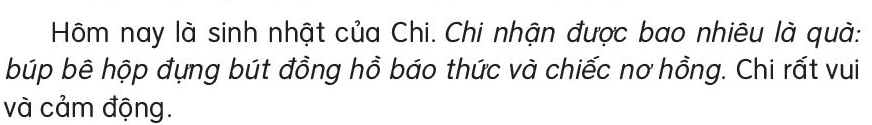 Hôm nay là sinh nhật của Chi. Chi nhận được bao nhiêu là quà:
búp bê hộp đựng bút đồng hồ báo thức và chiếc nơ hồng. Chi rất vui
và cảm động.